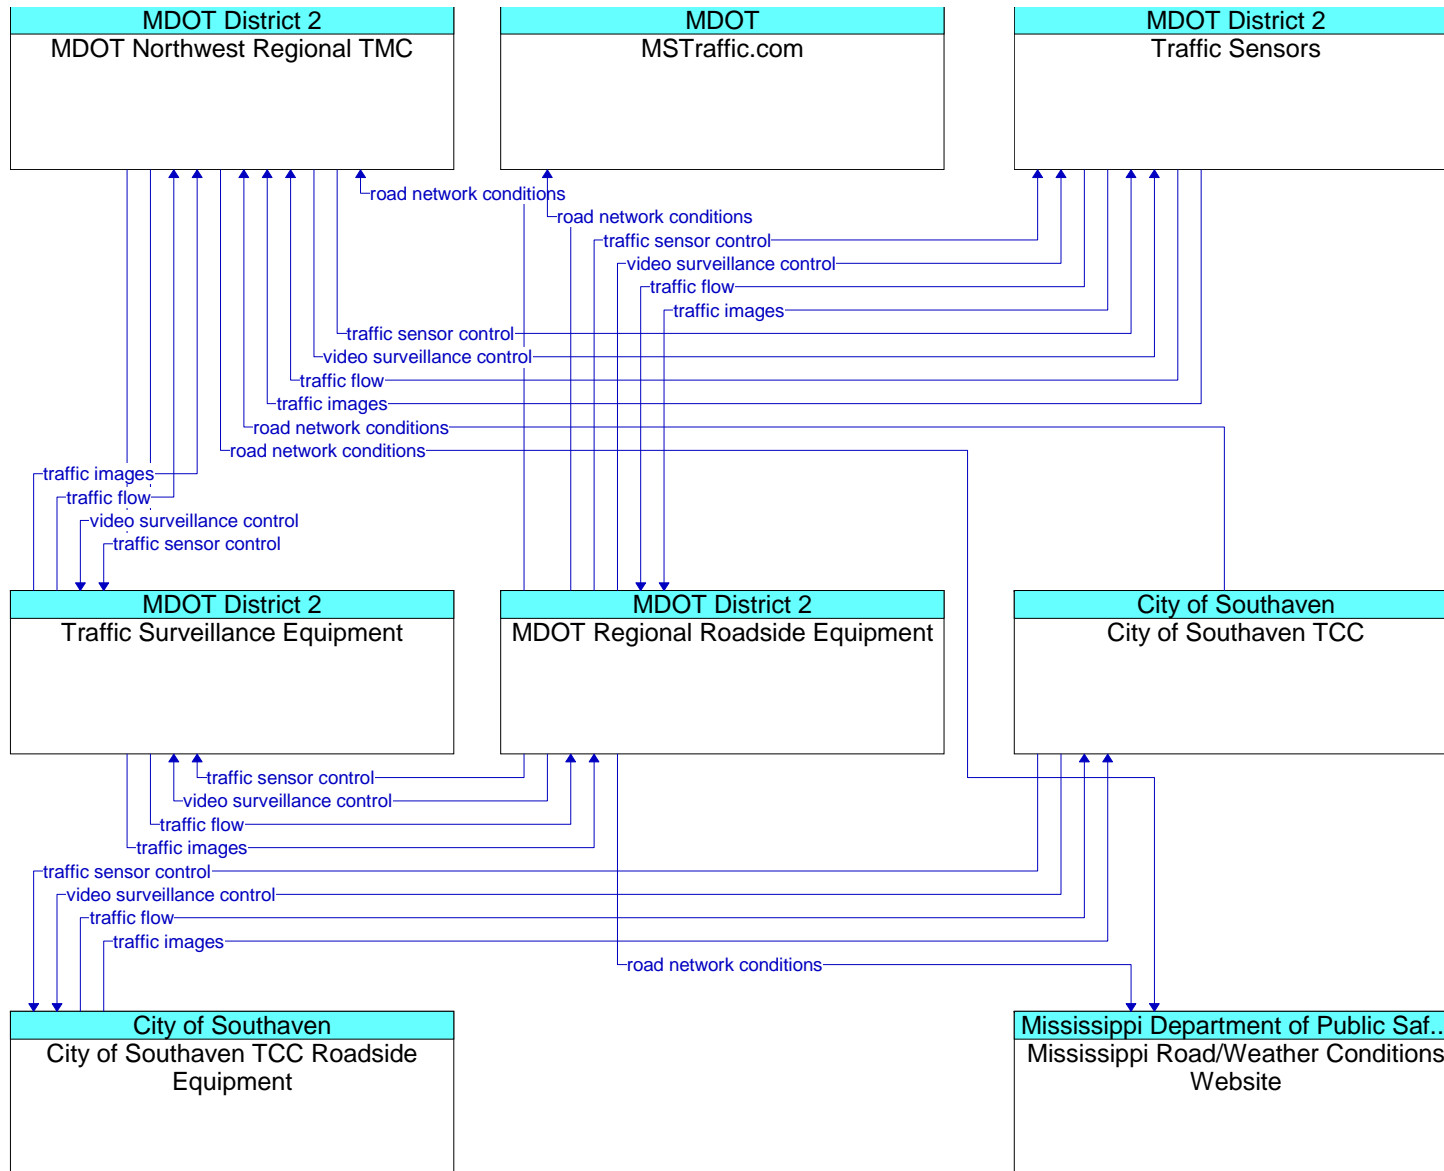 MDOT District 2
MDOT Northwest Regional TMC
MDOT
MSTraffic.com
MDOT District 2
Traffic Sensors
road network conditions
road network conditions
traffic sensor control
video surveillance control
traffic flow
traffic images
traffic sensor control
video surveillance control
traffic flow
traffic images
road network conditions
road network conditions
traffic images
traffic flow
video surveillance control
traffic sensor control
MDOT District 2
Traffic Surveillance Equipment
MDOT District 2
MDOT Regional Roadside Equipment
City of Southaven
City of Southaven TCC
traffic sensor control
video surveillance control
traffic flow
traffic images
traffic sensor control
video surveillance control
traffic flow
traffic images
road network conditions
City of Southaven
City of Southaven TCC Roadside
Equipment
Mississippi Department of Public Saf..
Mississippi Road/Weather Conditions
Website